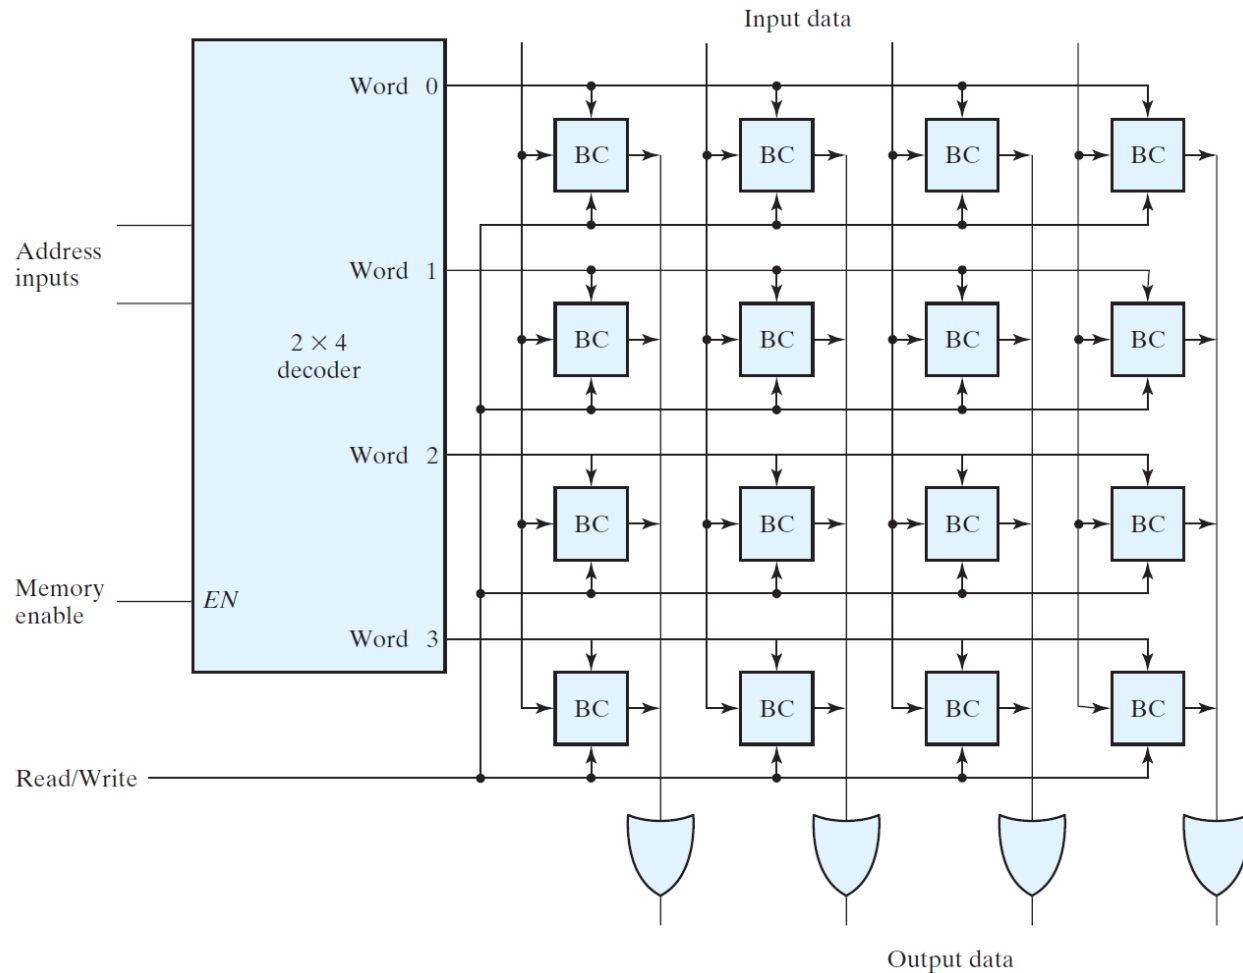 Input data
Word 0
BC BC BC BC
Address
inputs
Word 1
2 × 4
decoder
BC BC BC BC
Word 2
BC BC BC BC
Memory
enable
EN
Word 3
BC BC BC BC
Read/Write
Output data